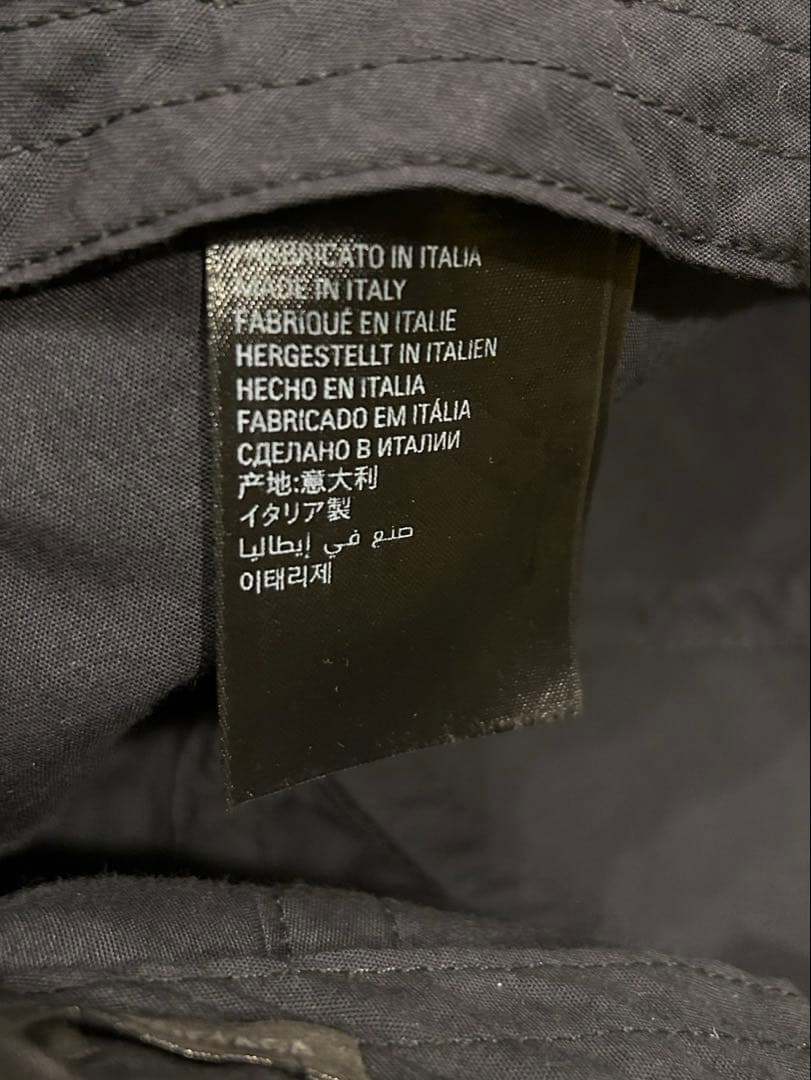 FABBRICATO IN ITALIA
MADE IN ITALY
FABRIQUÉ EN ITALIE
HERGESTELLT IN ITALIEN
HECHO EN ITALIA
FABRICADO EM ITÁLIA
СДЕЛАНО В ИТАЛИИ
产地:意大利
イタリア製
صنع في إيطاليا
이태리제